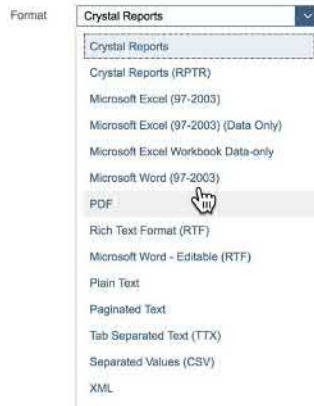 Format
Crystal Reports
Crystal Reports
Crystal Reports (RPTR)
Microsoft Excel (97-2003)
Microsoft Excel (97-2003) (Data Only)
Microsoft Excel Workbook Data-only
Microsoft Word (97-2003)
PDF
Rich Text Format (RTF)
Microsoft Word - Editable (RTF)
Plain Text
Paginated Text
Tab Separated Text (TTX)
Separated Values (CSV)
XML